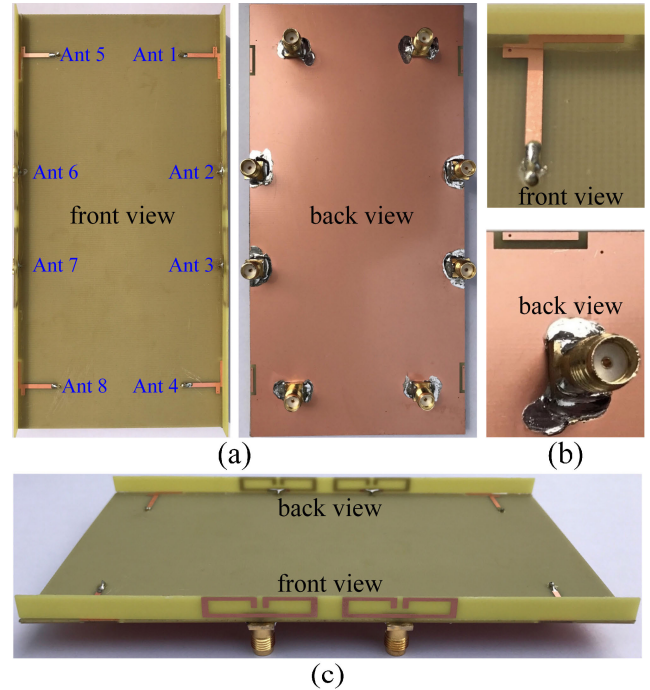 Ant 5 Ant 1
Ant 6 Ant 2
front view
Ant 7 Ant 3
Ant 8 Ant 4
back view
(a)
front view
back view
(b)
back view
front view
(c)